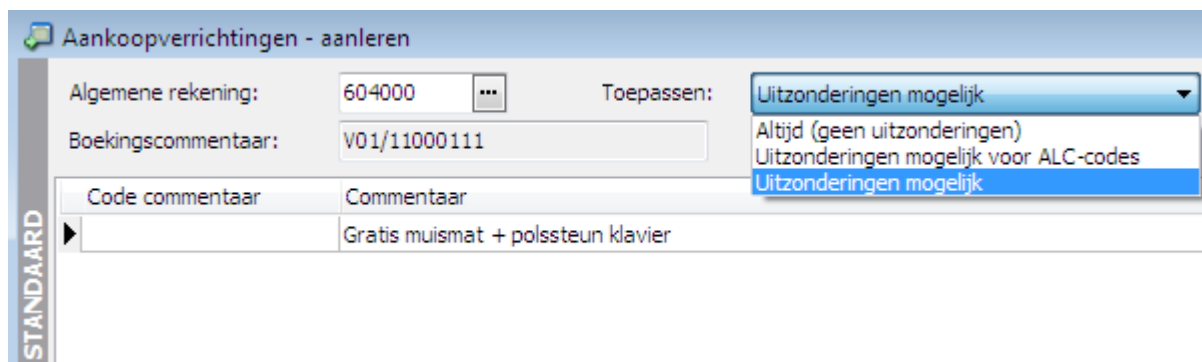 Aankoopverrichtingen - aanleren
Algemene rekening: 604000 ... Toepassen: Uitzonderingen mogelijk
Boekingscommentaar: V01/11000111
Altijd (geen uitzonderingen)
Uitzonderingen mogelijk voor ALC-codes
Uitzonderingen mogelijk
Code commentaar Commentaar
Gratis muismat + polssteun klavier
STANDAARD